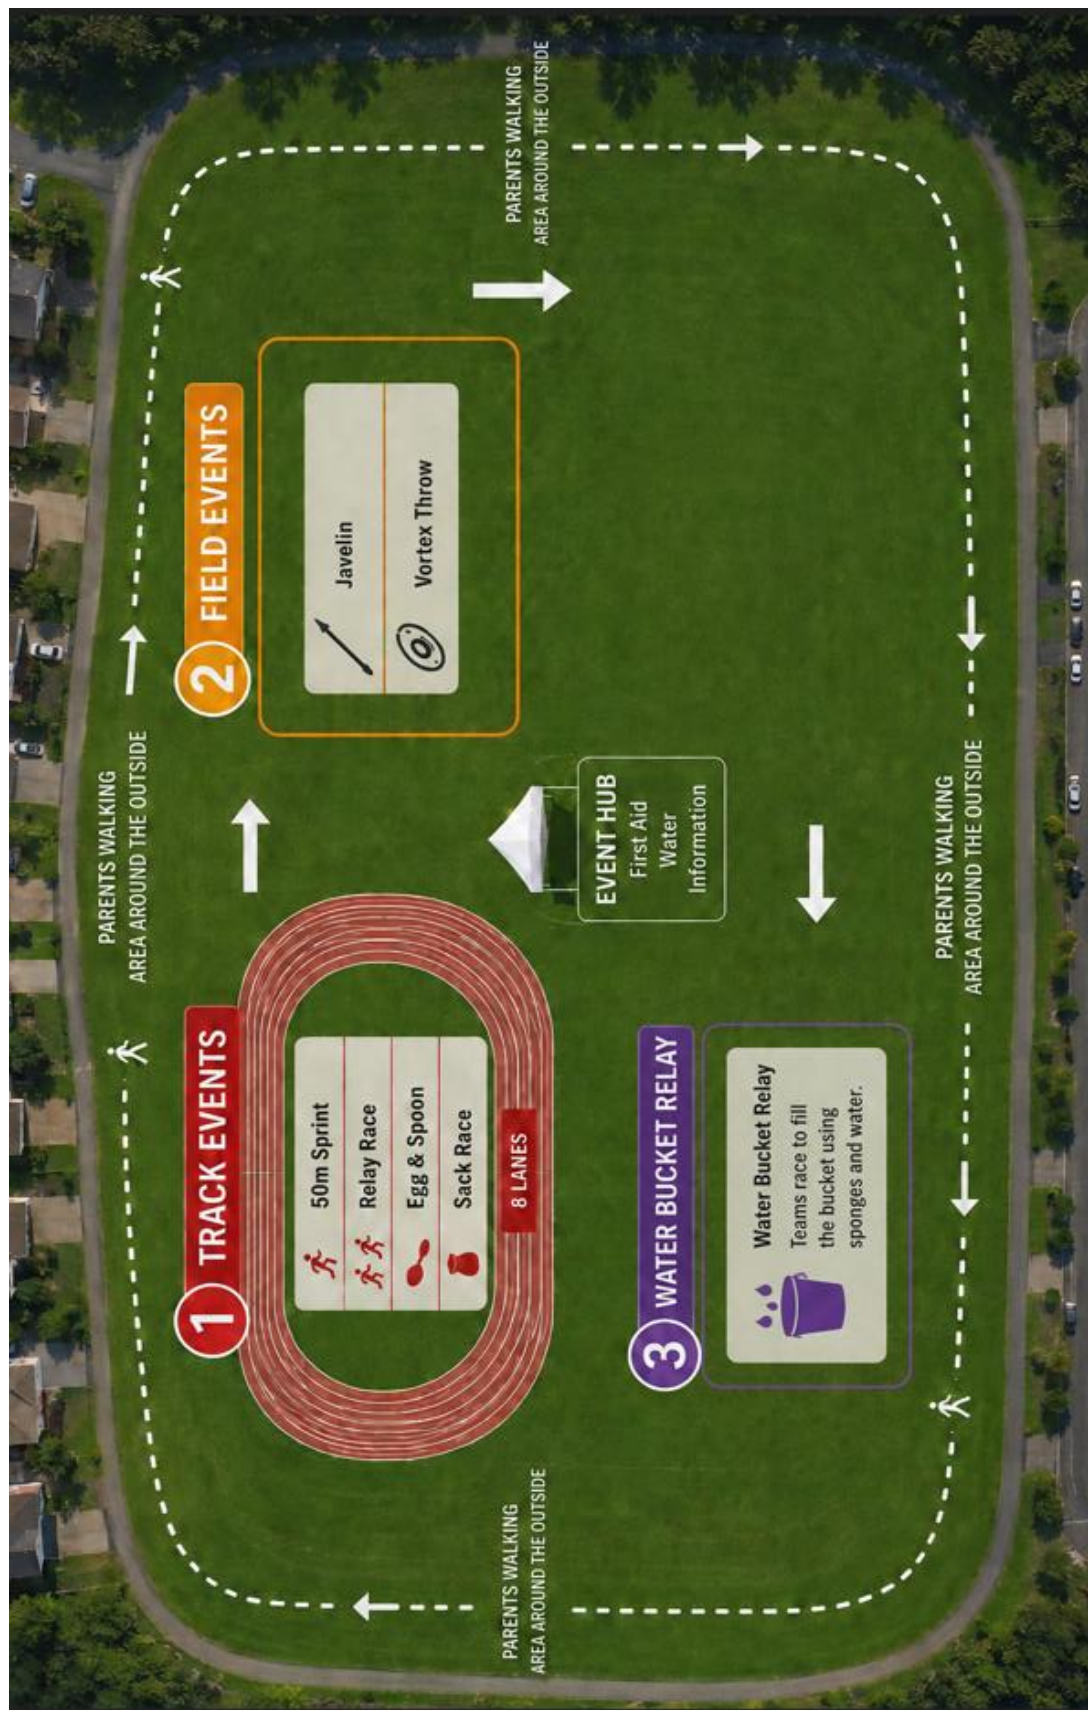 PARENTS WALKING
AREA AROUND THE OUTSIDE
1 TRACK EVENTS
50m Sprint
Relay Race
Egg & Spoon
Sack Race
8 LANES
2 FIELD EVENTS
Javelin
Vortex Throw
PARENTS WALKING
AREA AROUND THE OUTSIDE
PARENTS WALKING
AREA AROUND THE OUTSIDE
EVENT HUB
First Aid
Water
Information
3 WATER BUCKET RELAY
Water Bucket Relay
Teams race to fill
the bucket using
sponges and water.
PARENTS WALKING
AREA AROUND THE OUTSIDE